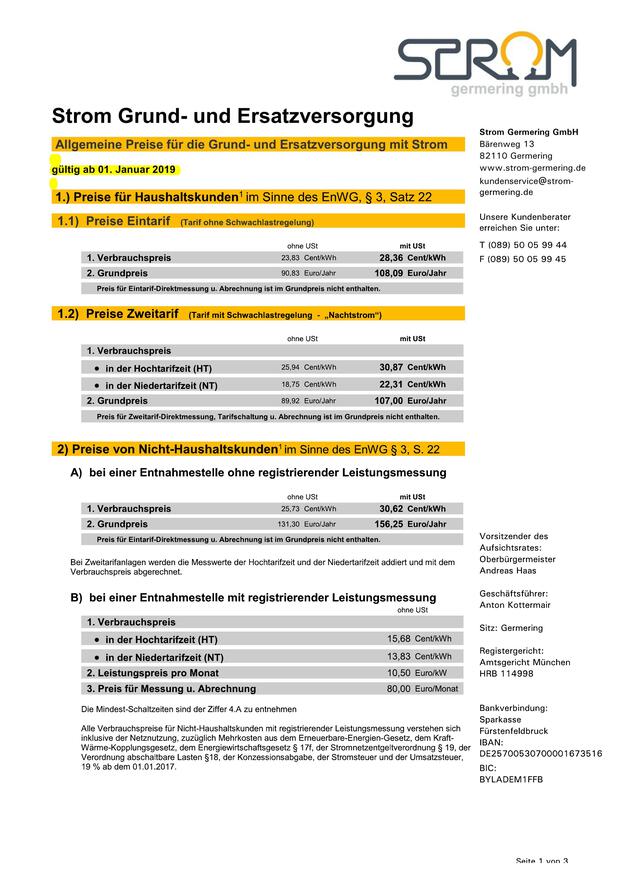 STROM
germering gmbh
Strom Grund- und Ersatzversorgung
Allgemeine Preise für die Grund- und Ersatzversorgung mit Strom
gültig ab 01. Januar 2019
1.) Preise für Haushaltskunden1 im Sinne des EnWG, § 3, Satz 22
1.1) Preise Eintarif (Tarif ohne Schwachlastregelung)
ohne USt mit USt
1. Verbrauchspreis 23,83 Cent/kWh 28,36 Cent/kWh
2. Grundpreis 90,83 Euro/Jahr 108,09 Euro/Jahr
Preis für Eintarif-Direktmessung u. Abrechnung ist im Grundpreis nicht enthalten.
1.2) Preise Zweitarif (Tarif mit Schwachlastregelung - „Nachtstrom“)
ohne USt mit USt
1. Verbrauchspreis
• in der Hochtarifzeit (HT) 25,94 Cent/kWh 30,87 Cent/kWh
• in der Niedertarifzeit (NT) 18,75 Cent/kWh 22,31 Cent/kWh
2. Grundpreis 89,92 Euro/Jahr 107,00 Euro/Jahr
Preis für Zweitarif-Direktmessung, Tarifschaltung u. Abrechnung ist im Grundpreis nicht enthalten.
2) Preise von Nicht-Haushaltskunden1 im Sinne des EnWG § 3, S. 22
A) bei einer Entnahmestelle ohne registrierender Leistungsmessung
ohne USt mit USt
1. Verbrauchspreis 25,73 Cent/kWh 30,62 Cent/kWh
2. Grundpreis 131,30 Euro/Jahr 156,25 Euro/Jahr
Preis für Eintarif-Direktmessung u. Abrechnung ist im Grundpreis nicht enthalten.
Bei Zweitarifanlagen werden die Messwerte der Hochtarifzeit und der Niedertarifzeit addiert und mit dem
Verbrauchspreis abgerechnet.
B) bei einer Entnahmestelle mit registrierender Leistungsmessung
ohne USt
1. Verbrauchspreis
• in der Hochtarifzeit (HT) 15,68 Cent/kWh
• in der Niedertarifzeit (NT) 13,83 Cent/kWh
2. Leistungspreis pro Monat 10,50 Euro/kW
3. Preis für Messung u. Abrechnung 80,00 Euro/Monat
Die Mindest-Schaltzeiten sind der Ziffer 4.A zu entnehmen
Alle Verbrauchspreise für Nicht-Haushaltskunden mit registrierender Leistungsmessung verstehen sich
inklusive der Netznutzung, zuzüglich Mehrkosten aus dem Erneuerbare-Energien-Gesetz, dem Kraft-
Wärme-Kopplungsgesetz, dem Energiewirtschaftsgesetz § 17f, der Stromnetzentgeltverordnung § 19, der
Verordnung abschaltbare Lasten §18, der Konzessionsabgabe, der Stromsteuer und der Umsatzsteuer,
19 % ab dem 01.01.2017.
Strom Germering GmbH
Bärenweg 13
82110 Germering
www.strom-germering.de
kundenservice@strom-
germering.de
Unsere Kundenberater
erreichen Sie unter:
T (089) 50 05 99 44
F (089) 50 05 99 45
Vorsitzender des
Aufsichtsrates:
Oberbürgermeister
Andreas Haas
Geschäftsführer:
Anton Kottermair
Sitz: Germering
Registergericht:
Amtsgericht München
HRB 114998
Bankverbindung:
Sparkasse
Fürstenfeldbruck
IBAN:
DE25700530700001673516
BIC:
BYLADEM1FFB
Seite 1 von 3